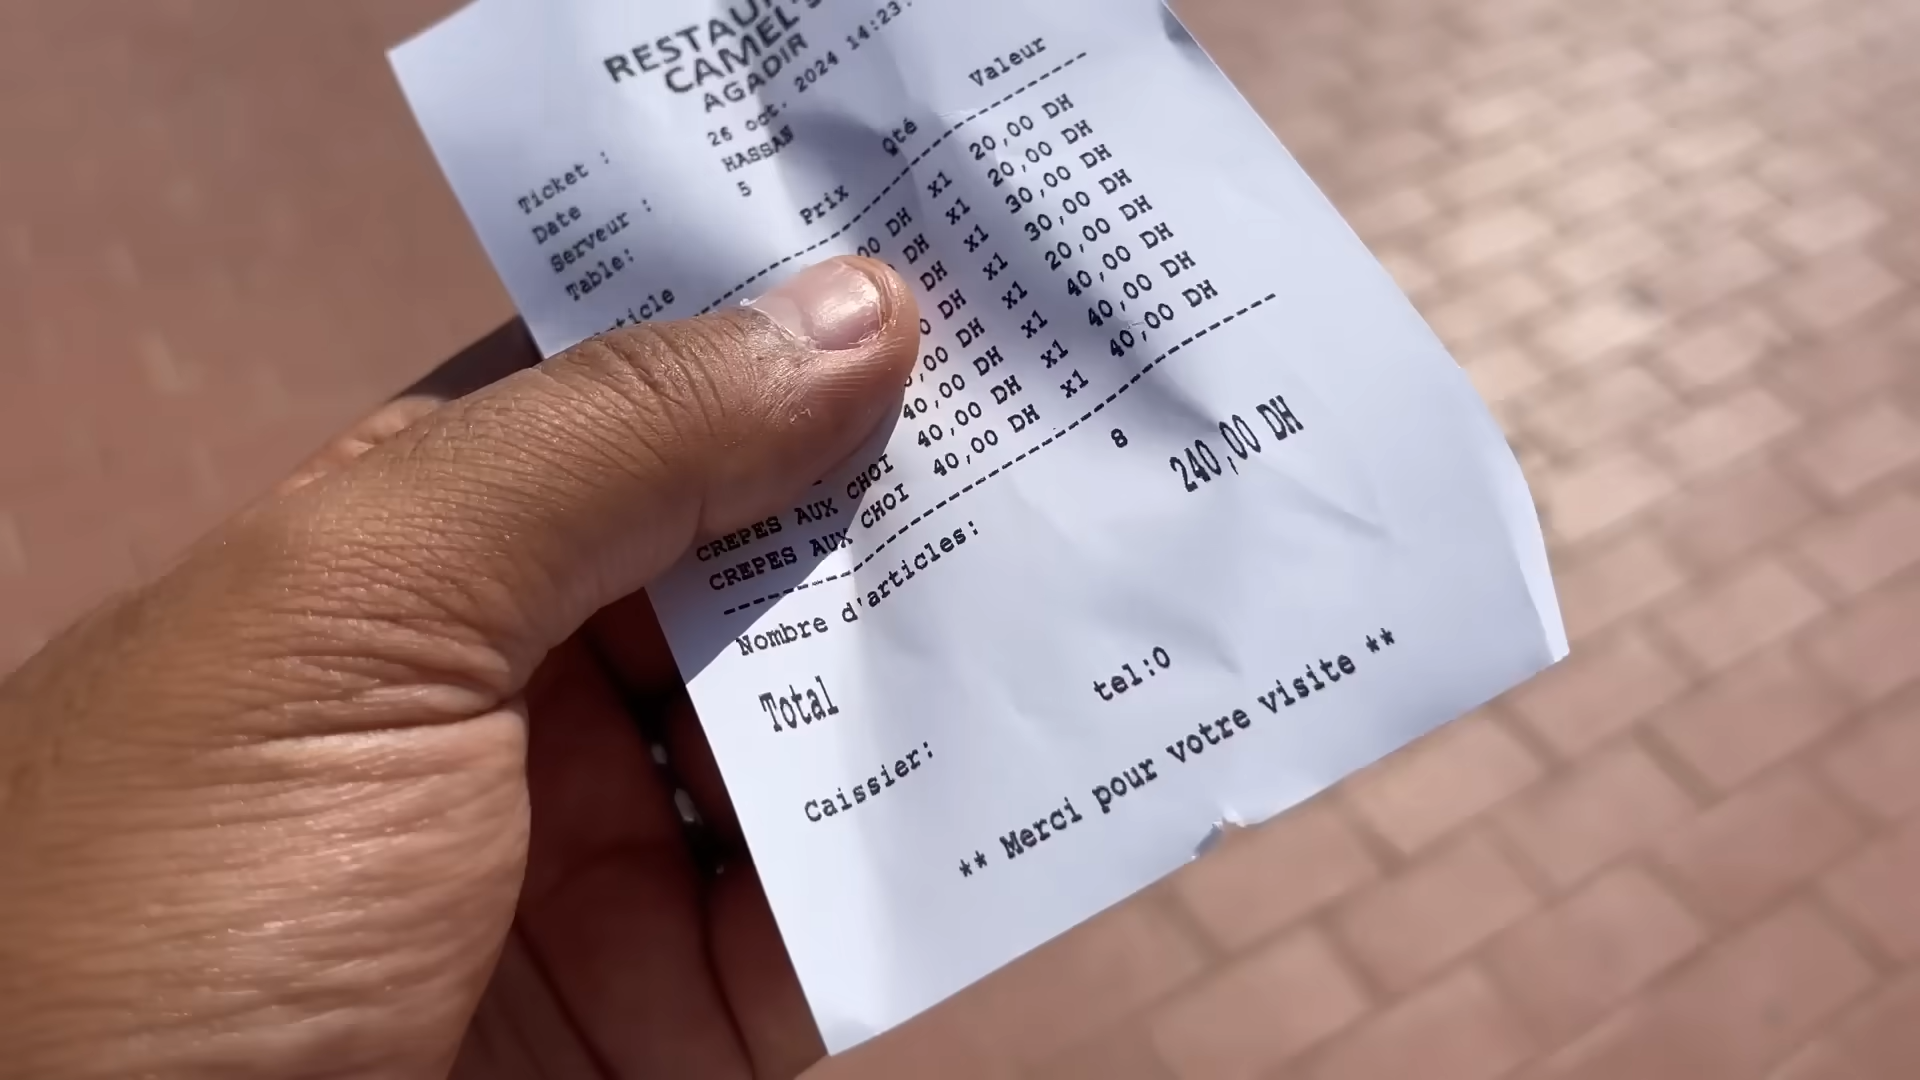 RESTAU
CAMEL'S
AGADIR
Ticket :
Date 26 oct. 2024 14:23:
Serveur : HASSAN
Table: 5
Article Prix Qté Valeur
00 DH x1 20,00 DH
DH x1 20,00 DH
DH x1 30,00 DH
0 DH x1 30,00 DH
,00 DH x1 20,00 DH
40,00 DH x1 40,00 DH
CREPES AUX CHOI 40,00 DH x1 40,00 DH
CREPES AUX CHOI 40,00 DH x1 40,00 DH
Nombre d'articles: 8
Total 240,00 DH
Caissier: tel:0
** Merci pour votre visite **